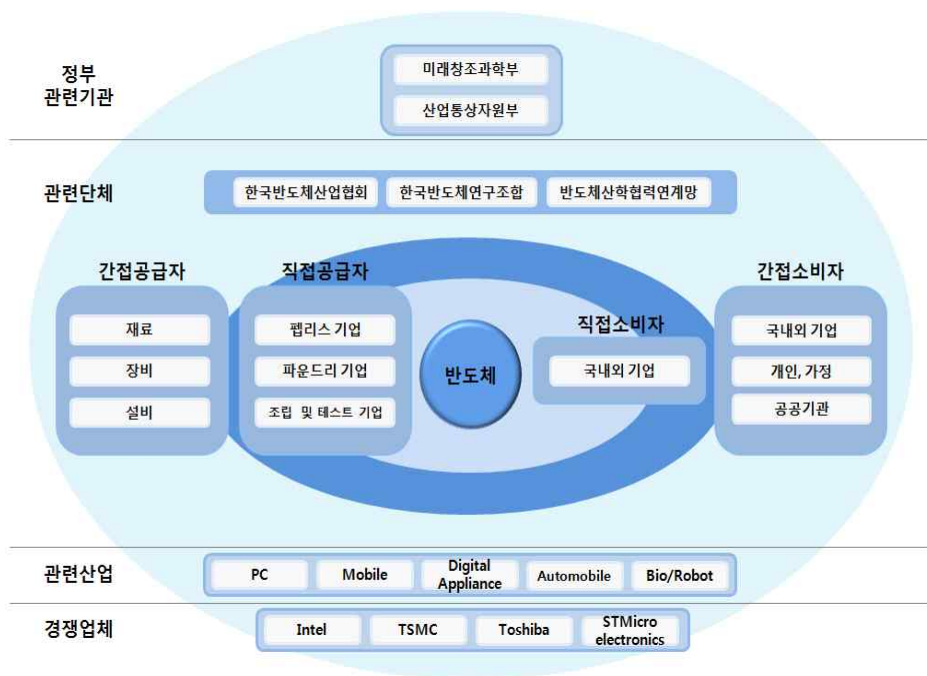 정부
관련기관
미래창조과학부
산업통상자원부
관련단체
한국반도체산업협회
한국반도체연구조합
반도체산학협력연계망
간접공급자
재료
장비
설비
직접공급자
펩리스 기업
파운드리 기업
조립 및 테스트 기업
반도체
직접소비자
국내외 기업
간접소비자
국내외 기업
개인, 가정
공공기관
관련산업
PC
Mobile
Digital
Appliance
Automobile
Bio/Robot
경쟁업체
Intel
TSMC
Toshiba
STMicro
electronics